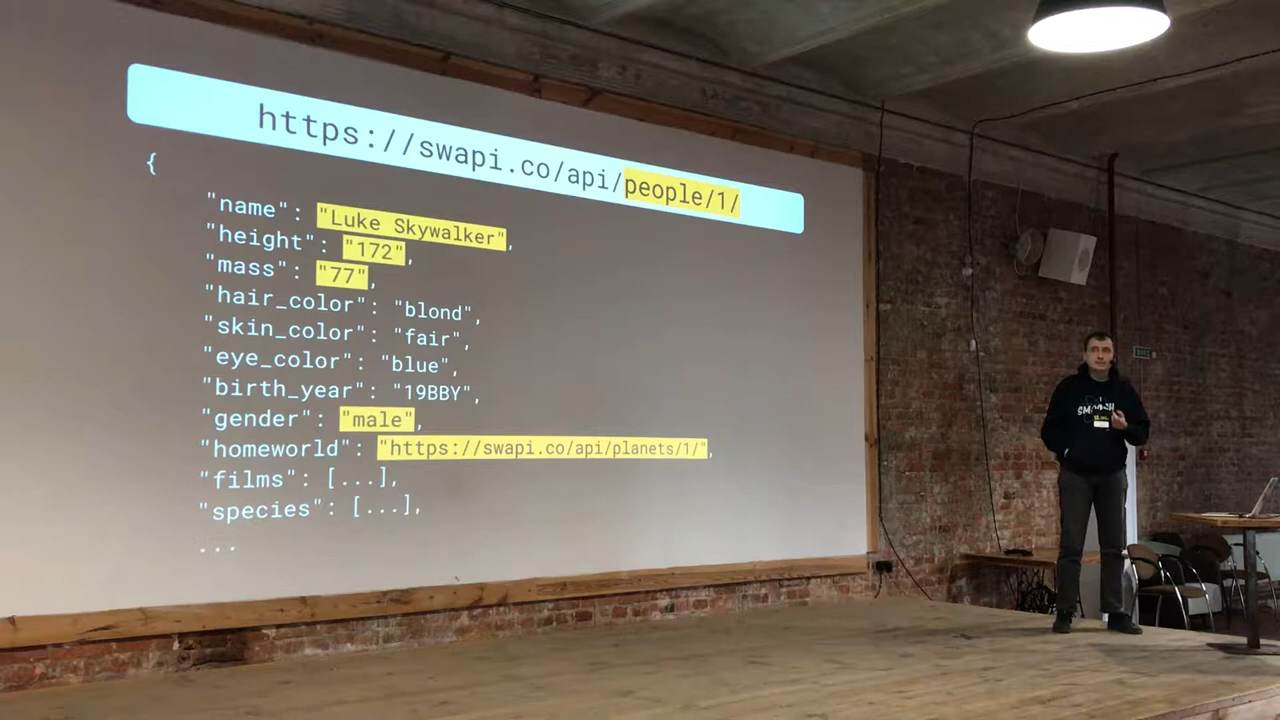 https://swapi.co/api/people/1/
{
"name": "Luke Skywalker",
"height": "172",
"mass": "77",
"hair_color": "blond",
"skin_color": "fair",
"eye_color": "blue",
"birth_year": "19BBY",
"gender": "male",
"homeworld": "https://swapi.co/api/planets/1/",
"films": [...],
"species": [...],
...